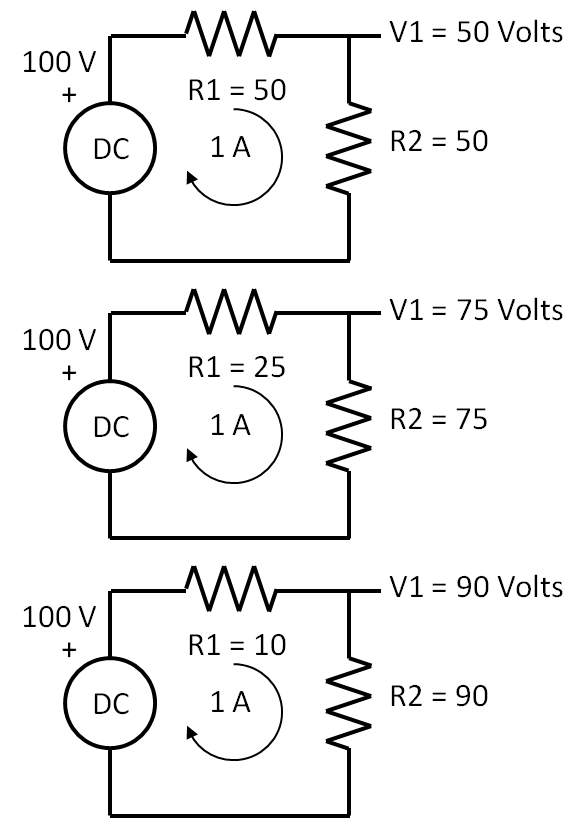 100 V
+
DC
R1 = 50
1 A
V1 = 50 Volts
R2 = 50
100 V
+
DC
R1 = 25
1 A
V1 = 75 Volts
R2 = 75
100 V
+
DC
R1 = 10
1 A
V1 = 90 Volts
R2 = 90